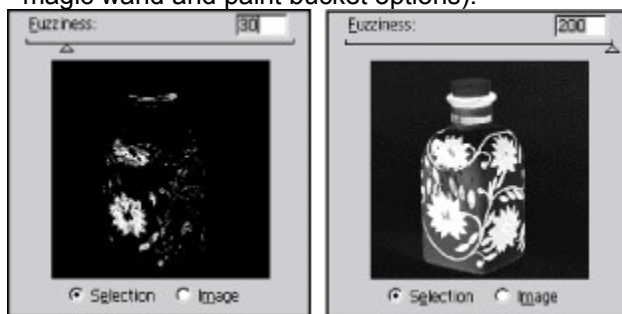 magic wand and paint bucket options).
Fuzziness: 30
Fuzziness: 200
Selection Image
Selection Image